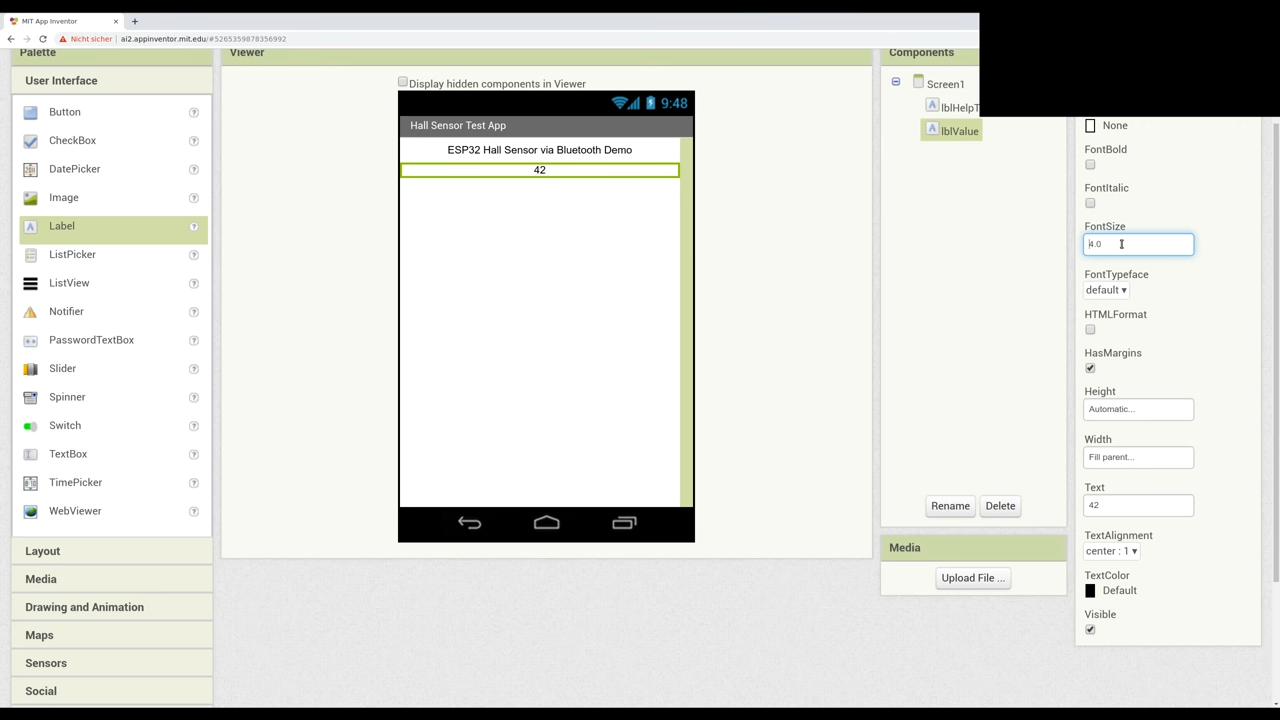 MIT App Inventor
Nicht sicher
ai2.appinventor.mit.edu/#5265359878356992
Palette
User Interface
Button
CheckBox
DatePicker
Image
Label
ListPicker
ListView
Notifier
PasswordTextBox
Slider
Spinner
Switch
TextBox
TimePicker
WebViewer
Layout
Media
Drawing and Animation
Maps
Sensors
Social
Viewer
Display hidden components in Viewer
9:48
Hall Sensor Test App
ESP32 Hall Sensor via Bluetooth Demo
42
Components
Screen1
lblHelpT
lblValue
Rename
Delete
Media
Upload File ...
None
FontBold
FontItalic
FontSize
4.0
FontTypeface
default
HTMLFormat
HasMargins
Height
Automatic...
Width
Fill parent...
Text
42
TextAlignment
center : 1
TextColor
Default
Visible